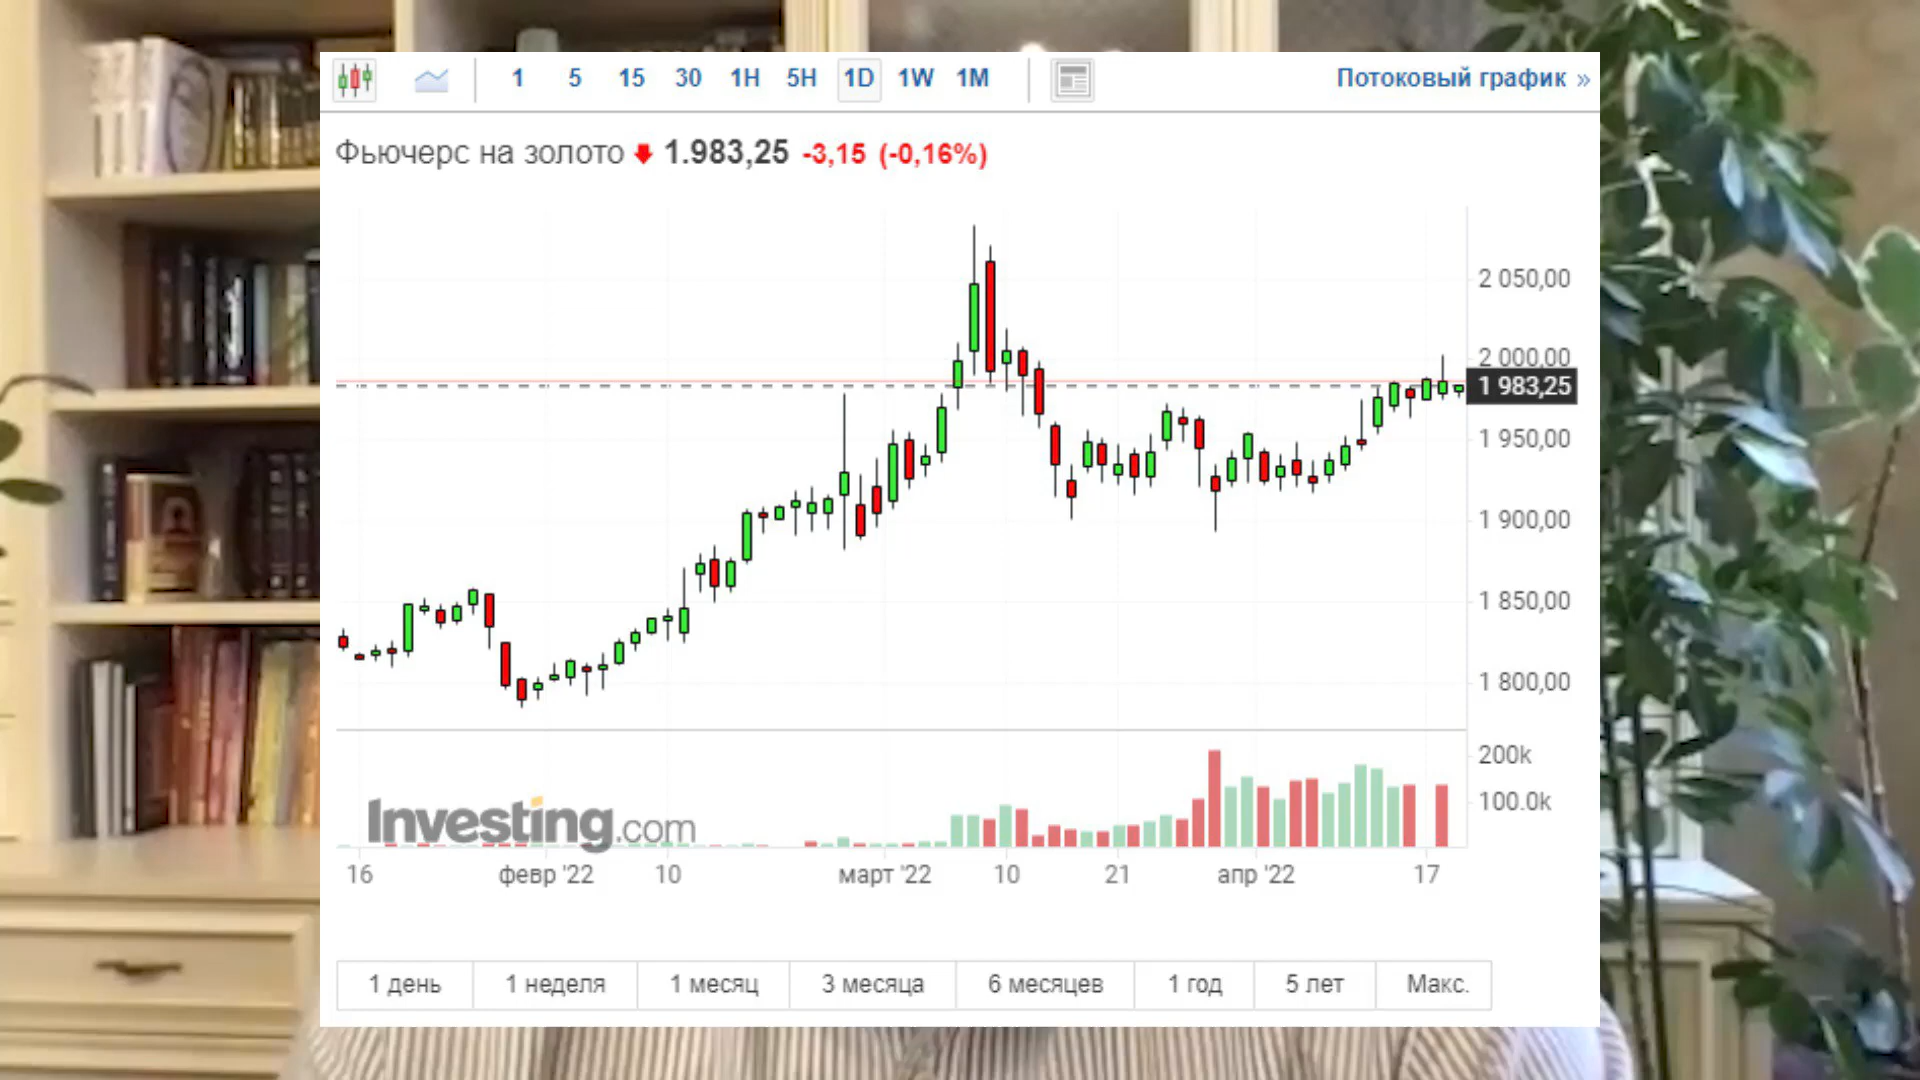 1 5 15 30 1H 5H 1D 1W 1M Потоковый график »
Фьючерс на золото 1.983,25 -3,15 (-0,16%)
2 050,00
2 000,00
1 983,25
1 950,00
1 900,00
1 850,00
1 800,00
200k
100.0k
Investing.com
16 февр '22 10 март '22 10 21 апр '22 17
1 день 1 неделя 1 месяц 3 месяца 6 месяцев 1 год 5 лет Макс.